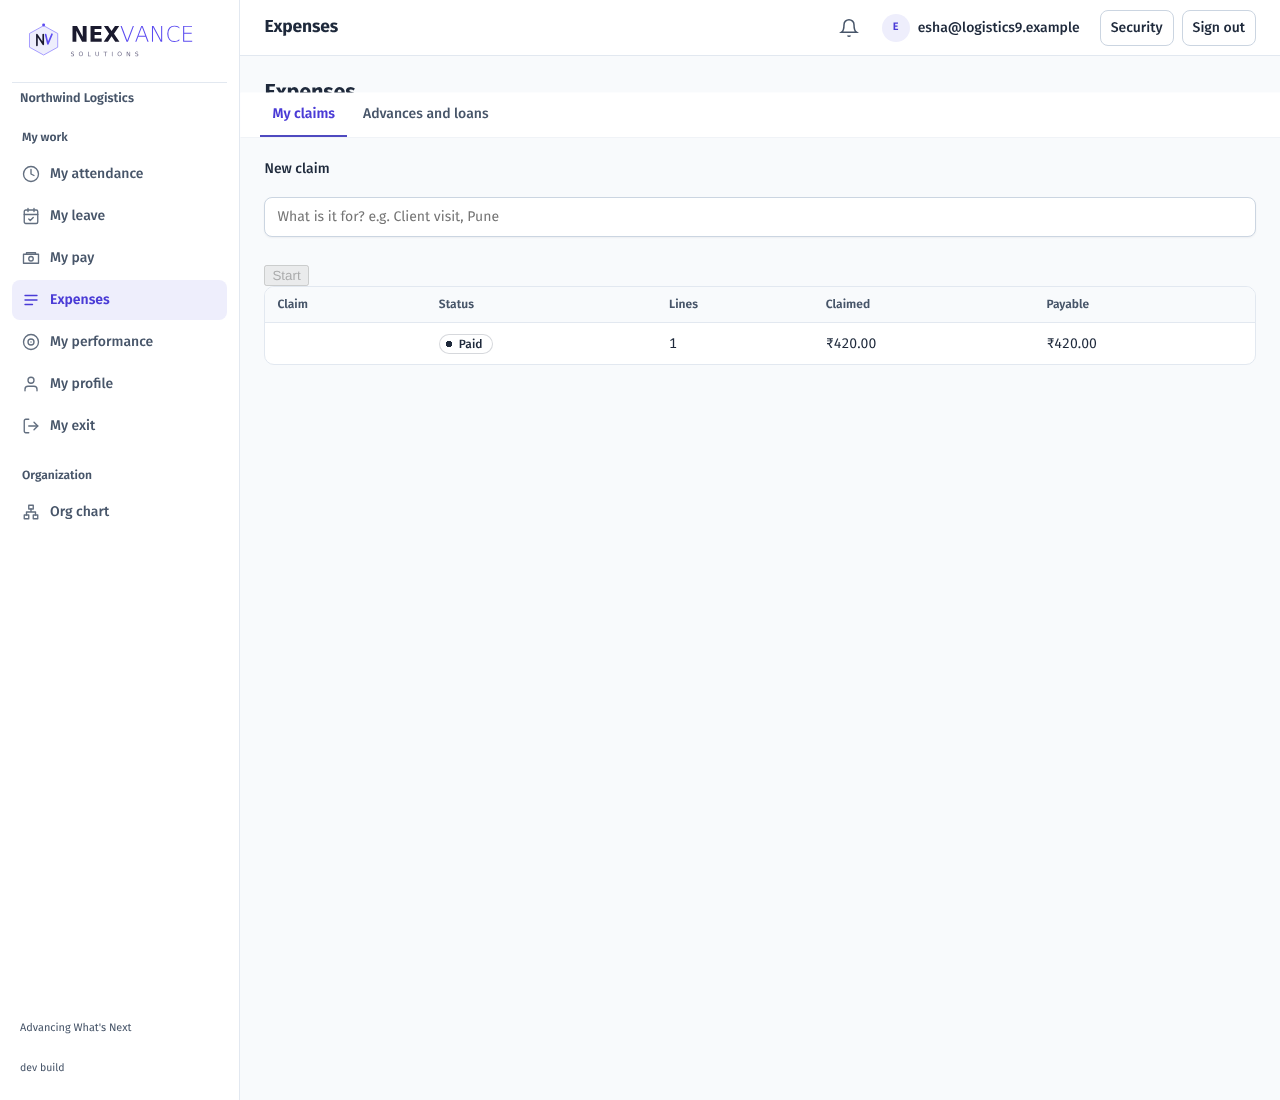 NEXVANCE
SOLUTIONS
Northwind Logistics
My work
My attendance
My leave
My pay
Expenses
My performance
My profile
My exit
Organization
Org chart
Advancing What's Next
dev build
Expenses
E
esha@logistics9.example
Security
Sign out
Expenses
My claims
Advances and loans
New claim
What is it for? e.g. Client visit, Pune
Start
Claim Status Lines Claimed Payable
Paid 1 ₹420.00 ₹420.00